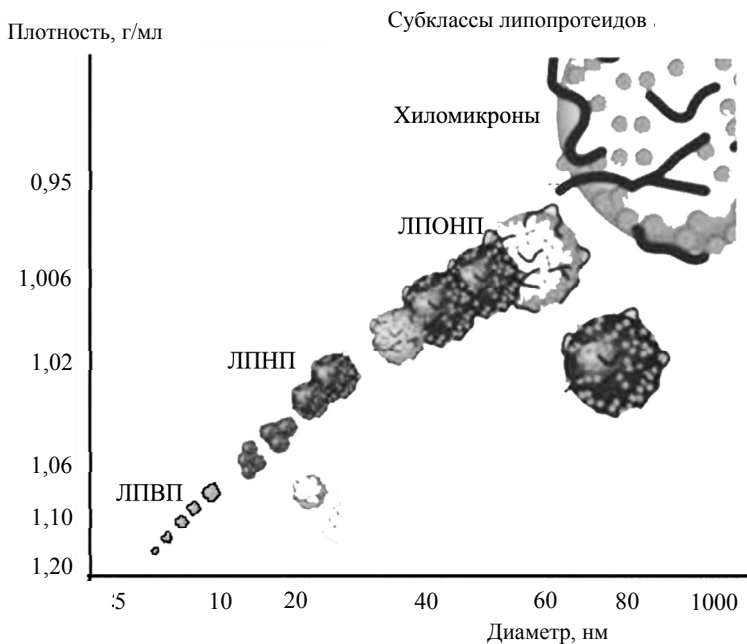 Субклассы липопротеидов
Плотность, г/мл
Хиломикроны
0,95
ЛПОНП
1,006
ЛПНП
1,02
1,06
ЛПВП
1,10
1,20
5 10 20 40 60 80 1000
Диаметр, нм